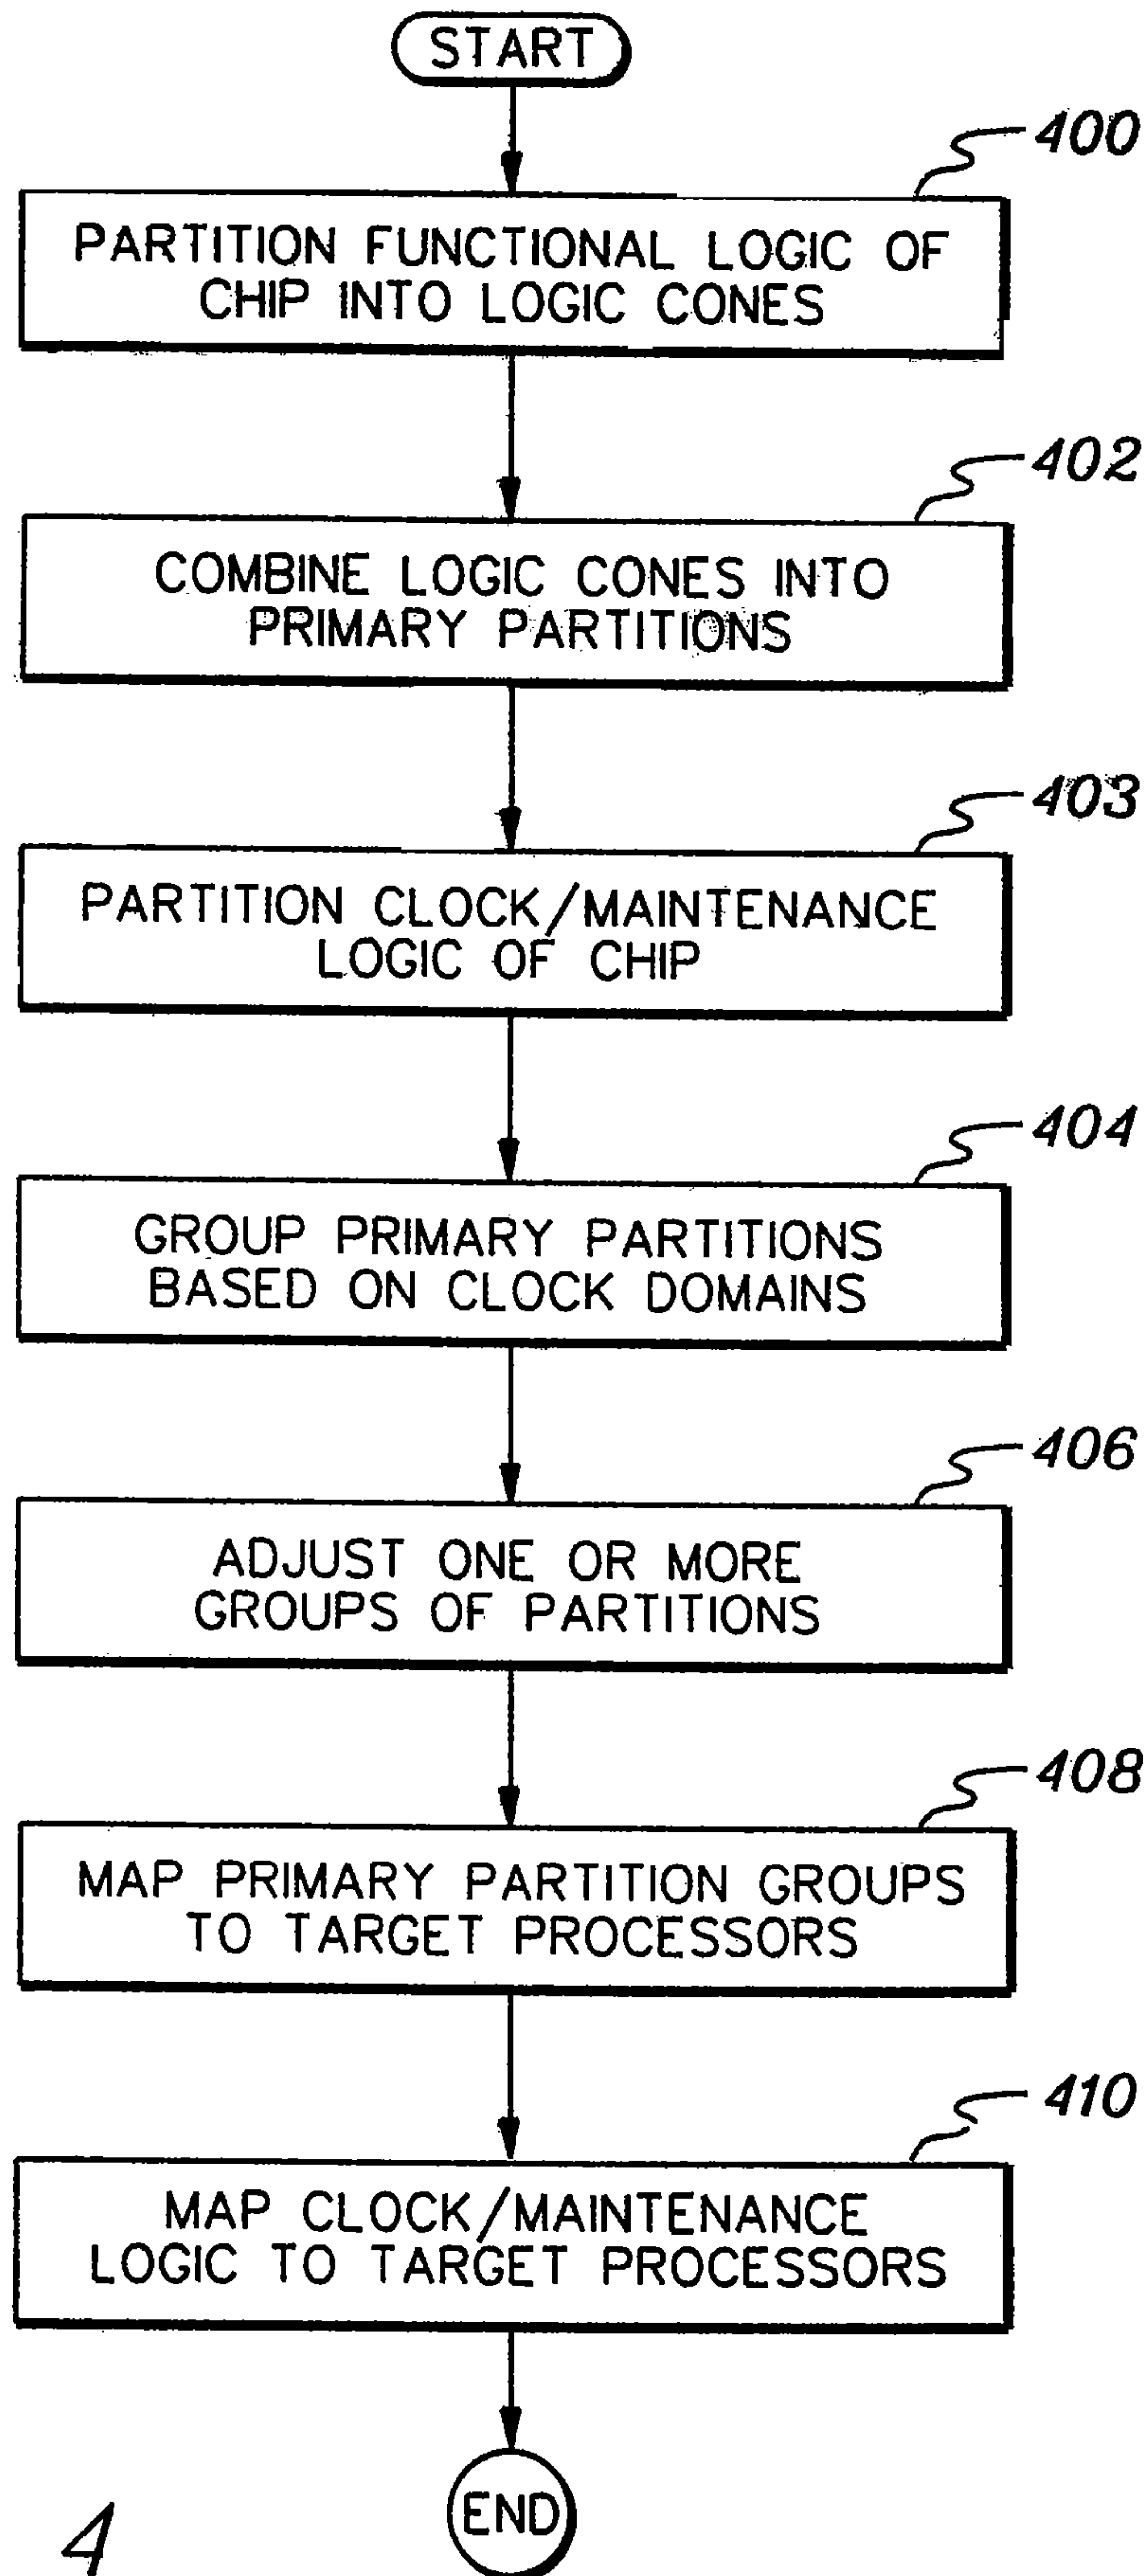 START
400
PARTITION FUNCTIONAL LOGIC OF
CHIP INTO LOGIC CONES
402
COMBINE LOGIC CONES INTO
PRIMARY PARTITIONS
403
PARTITION CLOCK/MAINTENANCE
LOGIC OF CHIP
404
GROUP PRIMARY PARTITIONS
BASED ON CLOCK DOMAINS
406
ADJUST ONE OR MORE
GROUPS OF PARTITIONS
408
MAP PRIMARY PARTITION GROUPS
TO TARGET PROCESSORS
410
MAP CLOCK/MAINTENANCE
LOGIC TO TARGET PROCESSORS
END
4